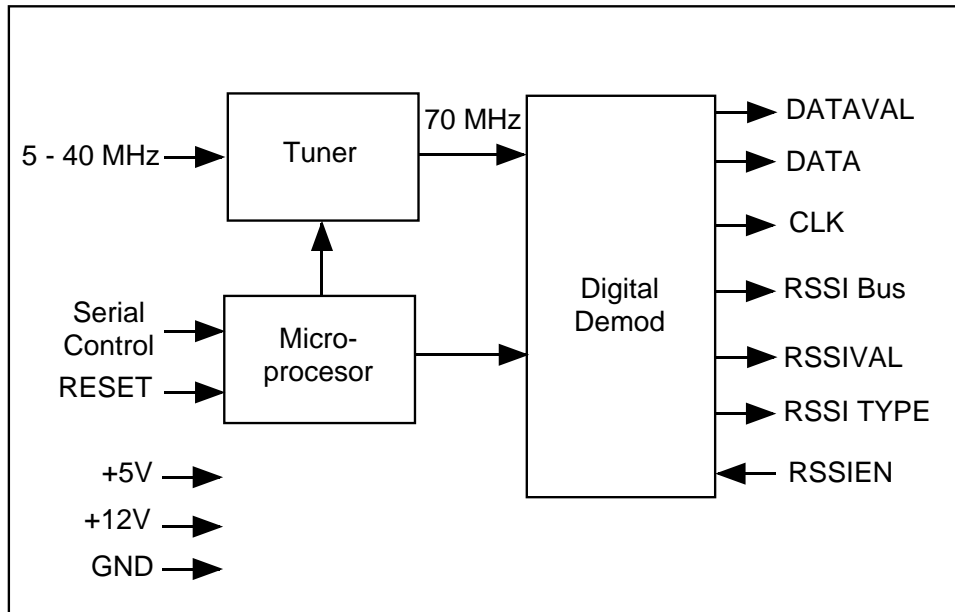 5 - 40 MHz
Tuner
70 MHz
Serial
Control
RESET
Micro-
procesor
Digital
Demod
DATAVAL
DATA
CLK
RSSI Bus
RSSIVAL
RSSI TYPE
RSSIEN
+5V
+12V
GND